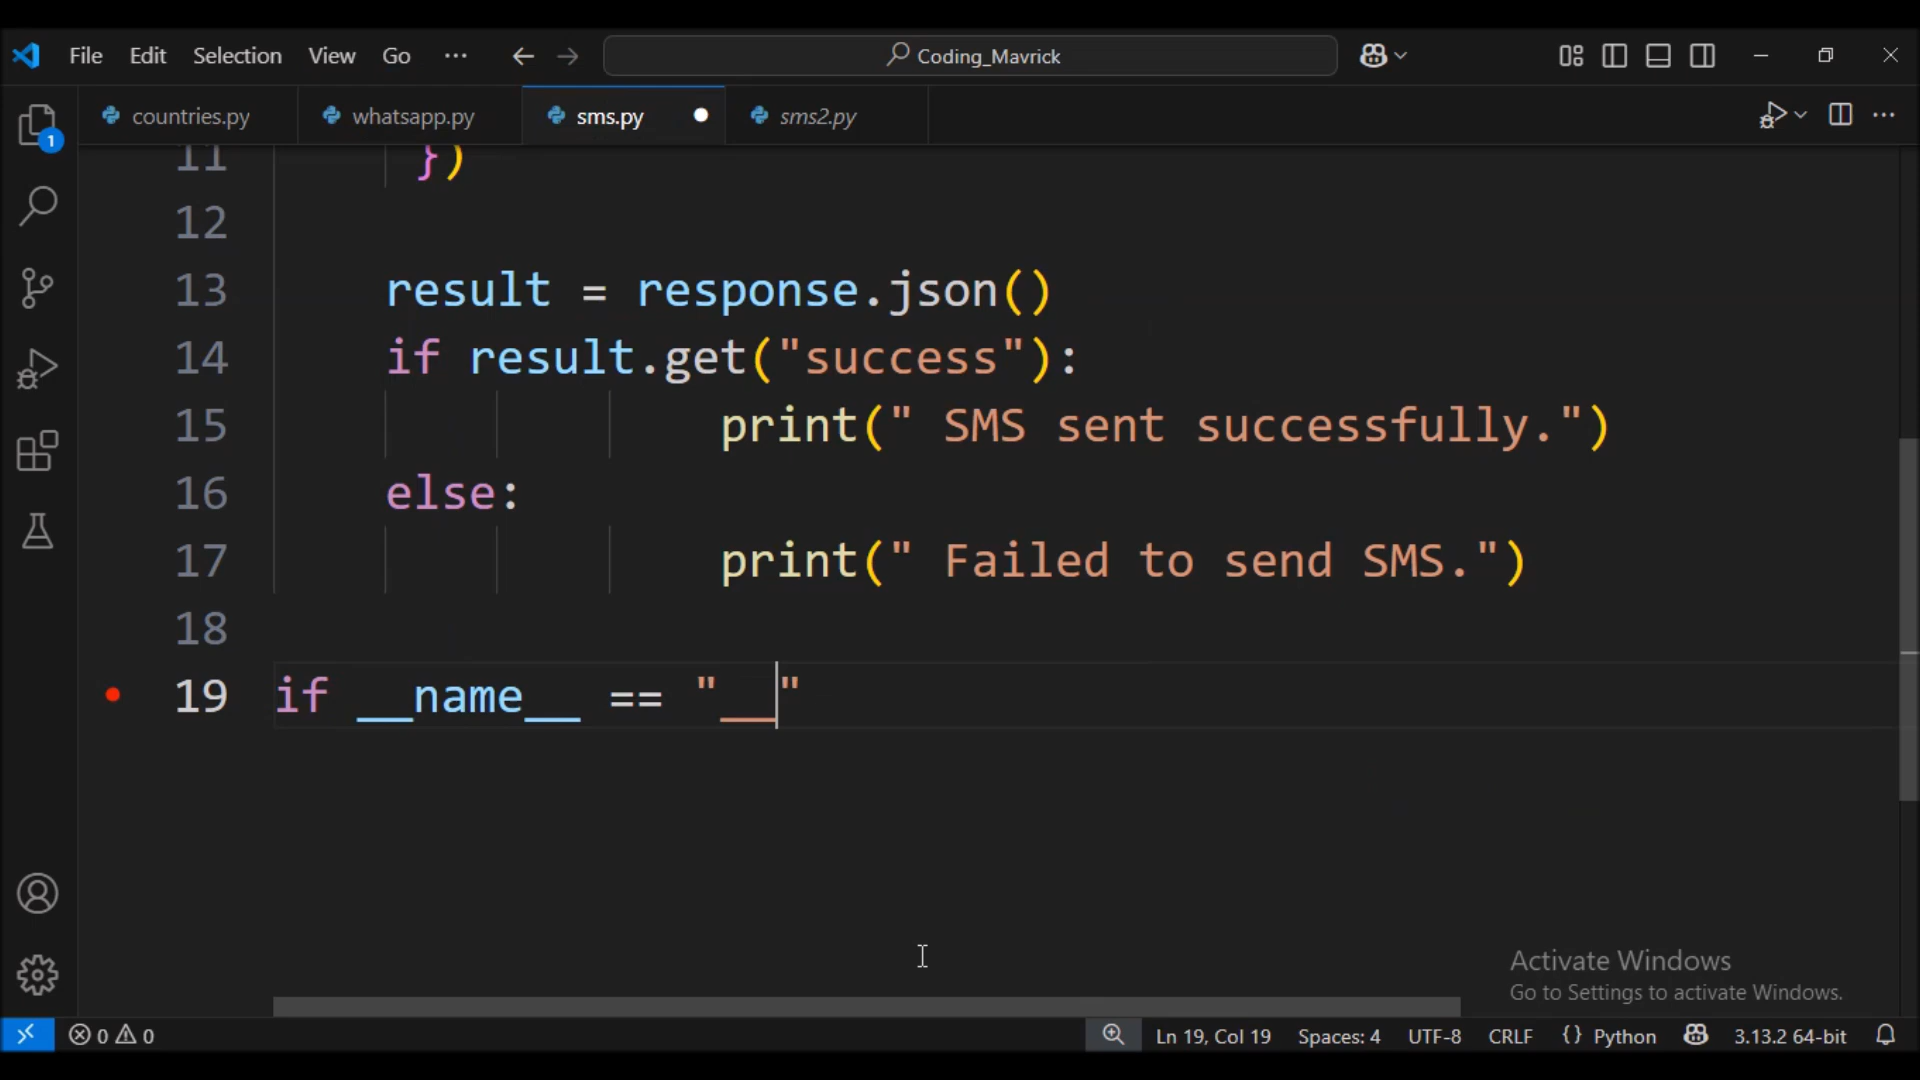 File Edit Selection View Go ··· Coding_Mavrick
countries.py whatsapp.py sms.py sms2.py
1
11 })
12
13 result = response.json()
14 if result.get("success"):
15 print(" SMS sent successfully.")
16 else:
17 print(" Failed to send SMS.")
18
19 if __name__ == "__"
Activate Windows
Go to Settings to activate Windows.
0 0 Ln 19, Col 19 Spaces: 4 UTF-8 CRLF {} Python 3.13.2 64-bit